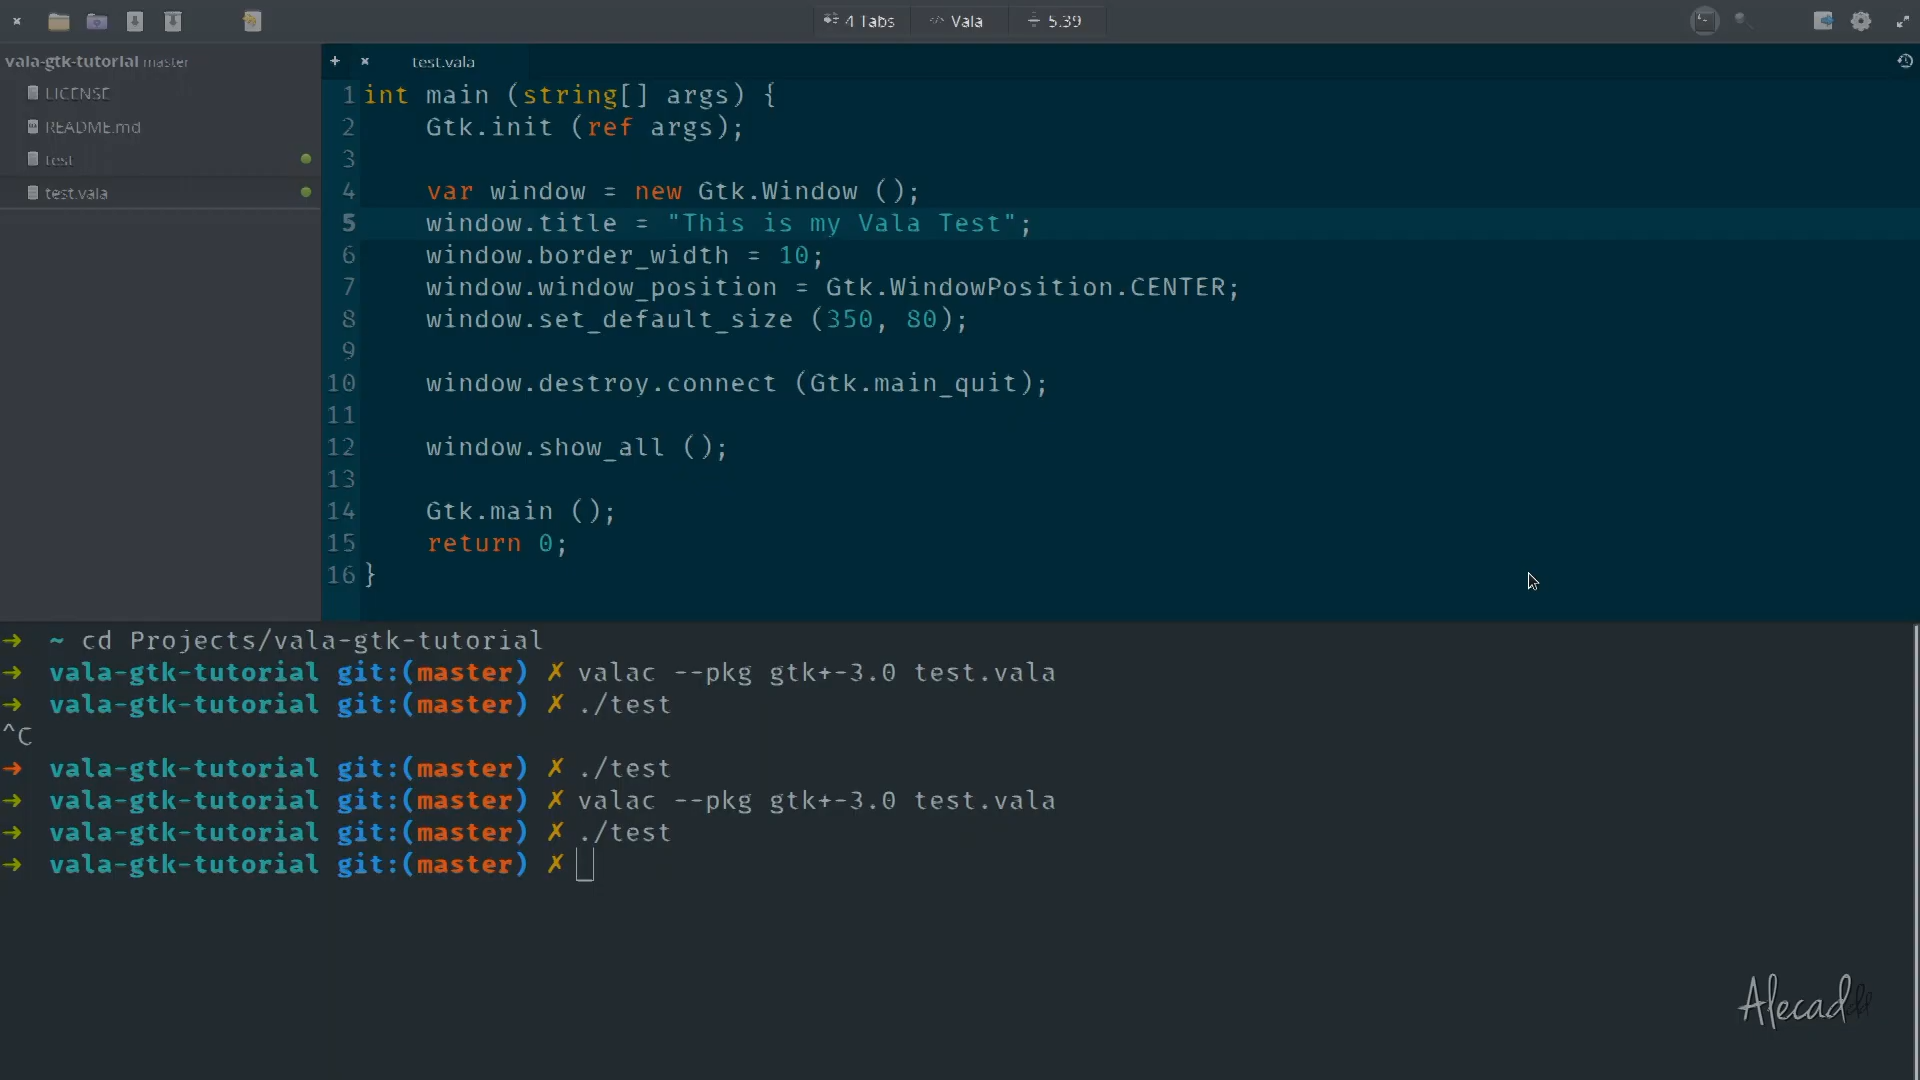 4 Tabs
Vala
5.39
vala-gtk-tutorial master
LICENSE
README.md
test
test.vala
+ × test.vala
1 int main (string[] args) {
2 Gtk.init (ref args);
3
4 var window = new Gtk.Window ();
5 window.title = "This is my Vala Test";
6 window.border_width = 10;
7 window.window_position = Gtk.WindowPosition.CENTER;
8 window.set_default_size (350, 80);
9
10 window.destroy.connect (Gtk.main_quit);
11
12 window.show_all ();
13
14 Gtk.main ();
15 return 0;
16 }
➜ ~ cd Projects/vala-gtk-tutorial
➜ vala-gtk-tutorial git:(master) ✗ valac --pkg gtk+-3.0 test.vala
➜ vala-gtk-tutorial git:(master) ✗ ./test
^C
➜ vala-gtk-tutorial git:(master) ✗ ./test
➜ vala-gtk-tutorial git:(master) ✗ valac --pkg gtk+-3.0 test.vala
➜ vala-gtk-tutorial git:(master) ✗ ./test
➜ vala-gtk-tutorial git:(master) ✗